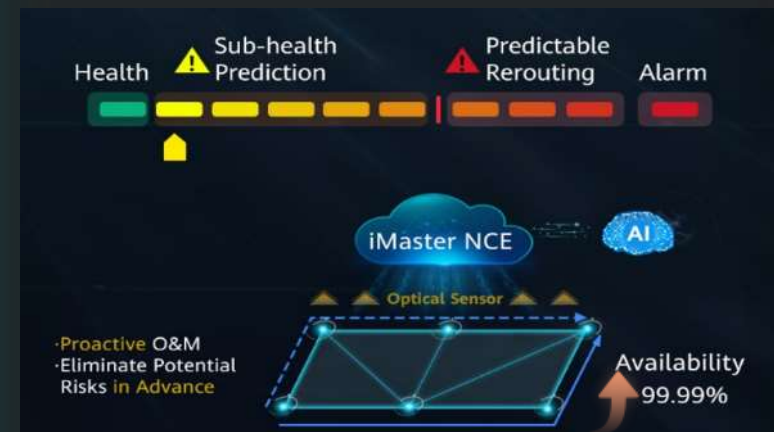 Health
Sub-health
Prediction
Predictable
Rerouting
Alarm
iMaster NCE
AI
Optical Sensor
·Proactive O&M
·Eliminate Potential
Risks in Advance
Availability
99.99%